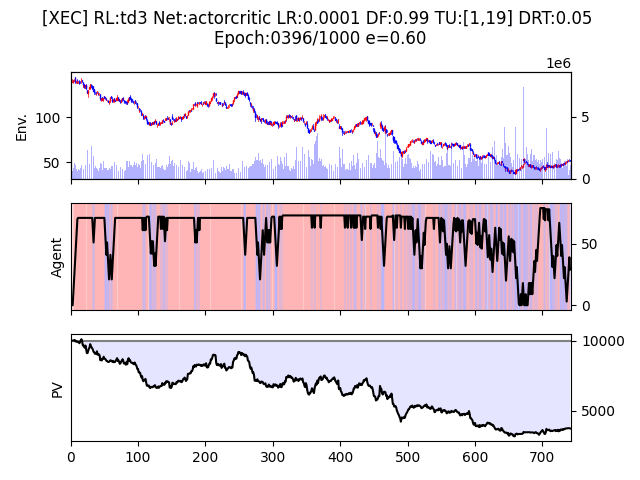 [XEC] RL:td3 Net:actorcritic LR:0.0001 DF:0.99 TU:[1,19] DRT:0.05
Epoch:0396/1000 e=0.60
1e6
Env.
100
50
5
0
Agent
50
0
PV
10000
5000
0 100 200 300 400 500 600 700